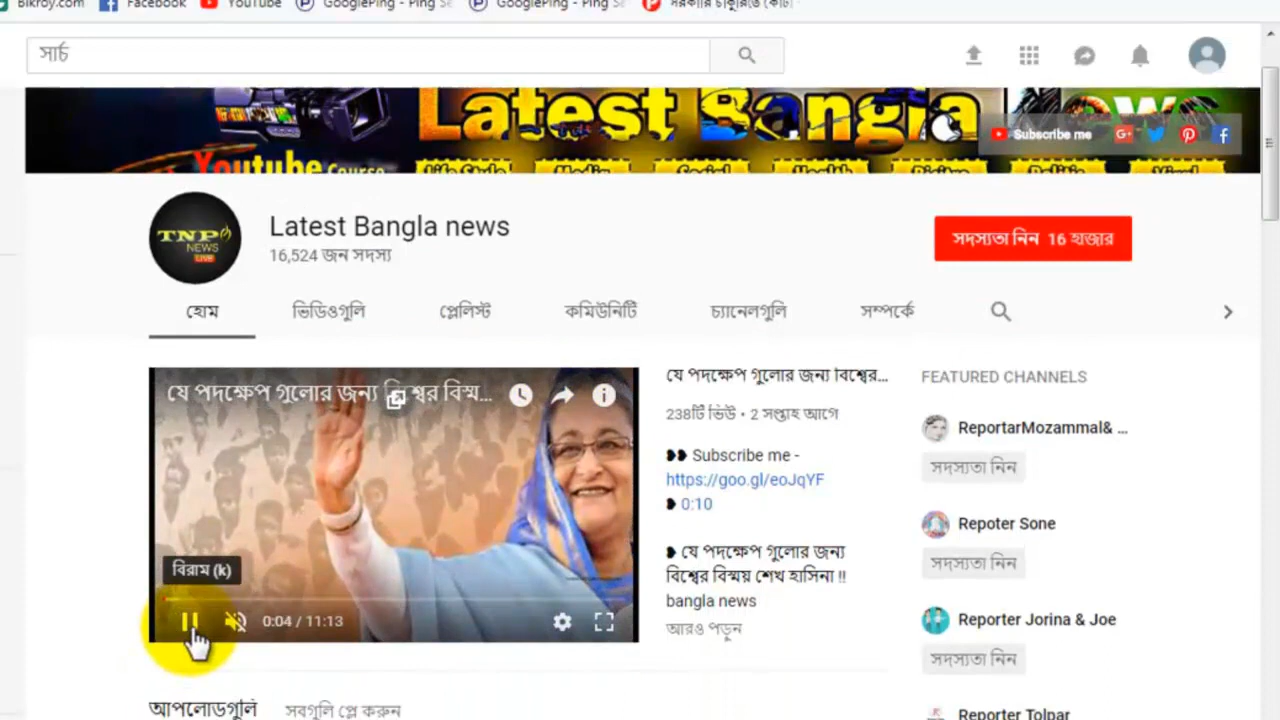 Bikroy.com Facebook YouTube GooglePing - Ping GooglePing - Ping
সার্চ
Latest Bangla News
Subscribe me
Youtube Course
TNP
NEWS
LIVE
Latest Bangla news
16,524 জন সদস্য
সদস্যতা নিন 16 হাজার
হোম ভিডিওগুলি প্লেলিস্ট কমিউনিটি চ্যানেলগুলি সম্পর্কে
যে পদক্ষেপ গুলোর জন্য বিশ্বের বিস্ম...
বিরাম (k)
0:04 / 11:13
যে পদক্ষেপ গুলোর জন্য বিশ্বের...
238টি ভিউ • 2 সপ্তাহ আগে
❥❥ Subscribe me -
https://goo.gl/eoJqYF
❥ 0:10
❥ যে পদক্ষেপ গুলোর জন্য
বিশ্বের বিস্ময় শেখ হাসিনা !!
bangla news
আরও পড়ুন
FEATURED CHANNELS
ReportarMozammal& ...
সদস্যতা নিন
Repoter Sone
সদস্যতা নিন
Reporter Jorina & Joe
সদস্যতা নিন
Reporter Tolpar
আপলোডগুলি সবগুলি প্লে করুন